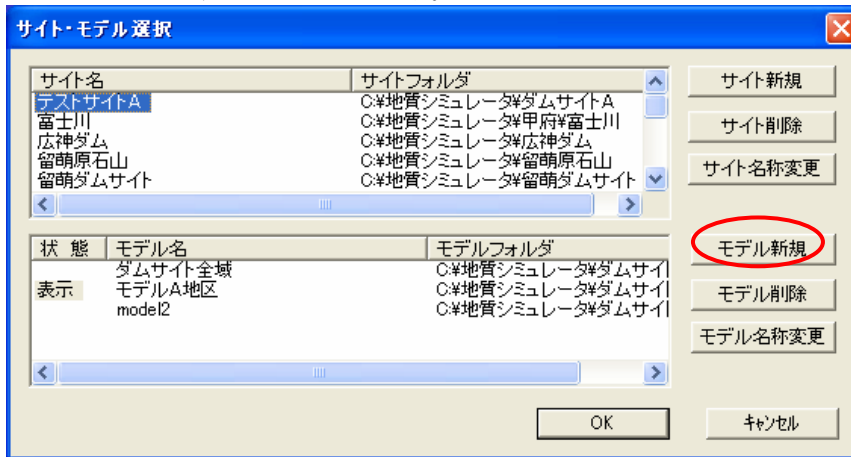 サイト・モデル選択
サイト名 サイトフォルダ
テストサイトA C:¥地質シミュレータ¥ダムサイトA
富士川 C:¥地質シミュレータ¥甲府¥富士川
広神ダム C:¥地質シミュレータ¥広神ダム
留萌原石山 C:¥地質シミュレータ¥留萌原石山
留萌ダムサイト C:¥地質シミュレータ¥留萌ダムサイト
サイト新規
サイト削除
サイト名称変更
状 態 モデル名 モデルフォルダ
ダムサイト全域 C:¥地質シミュレータ¥ダムサイ
表示 モデルA地区 C:¥地質シミュレータ¥ダムサイ
model2 C:¥地質シミュレータ¥ダムサイ
モデル新規
モデル削除
モデル名称変更
OK キャンセル